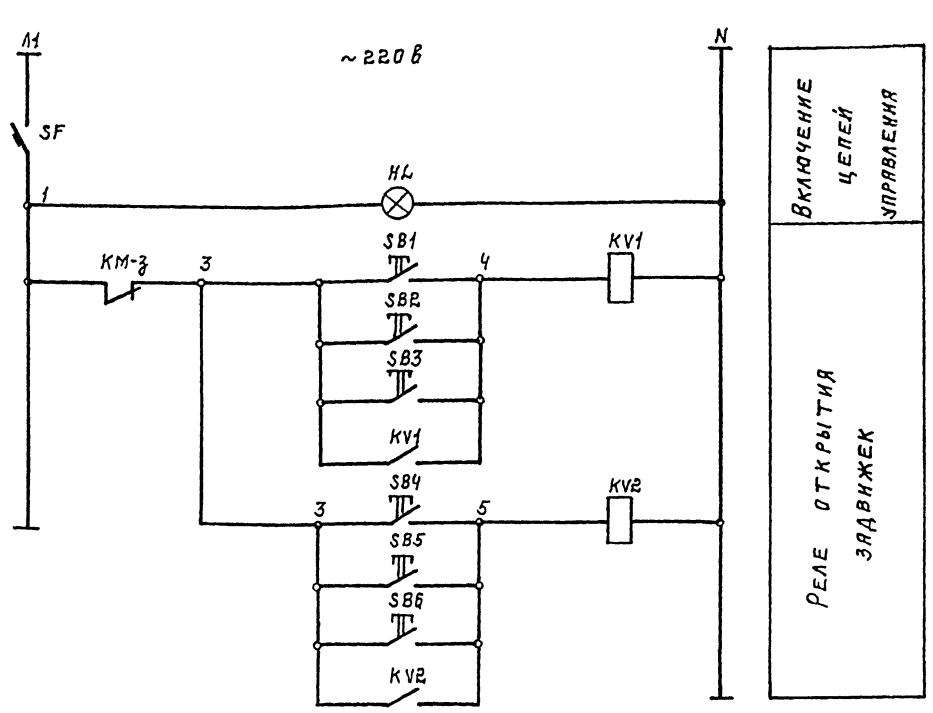 Л1
N
~220в
SF
1
HL
SB1
KM-3
3
4
KV1
SB2
SB3
KV1
SB4
3
5
KV2
SB5
SB6
KV2
Включение
цепей
управления
Реле открытия
задвижек